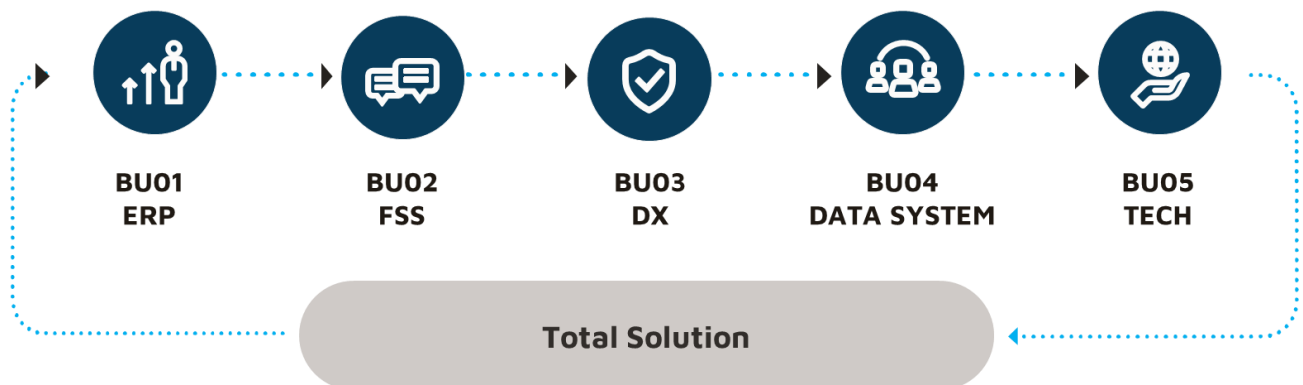 BU01
ERP
BU02
FSS
BU03
DX
BU04
DATA SYSTEM
BU05
TECH
Total Solution